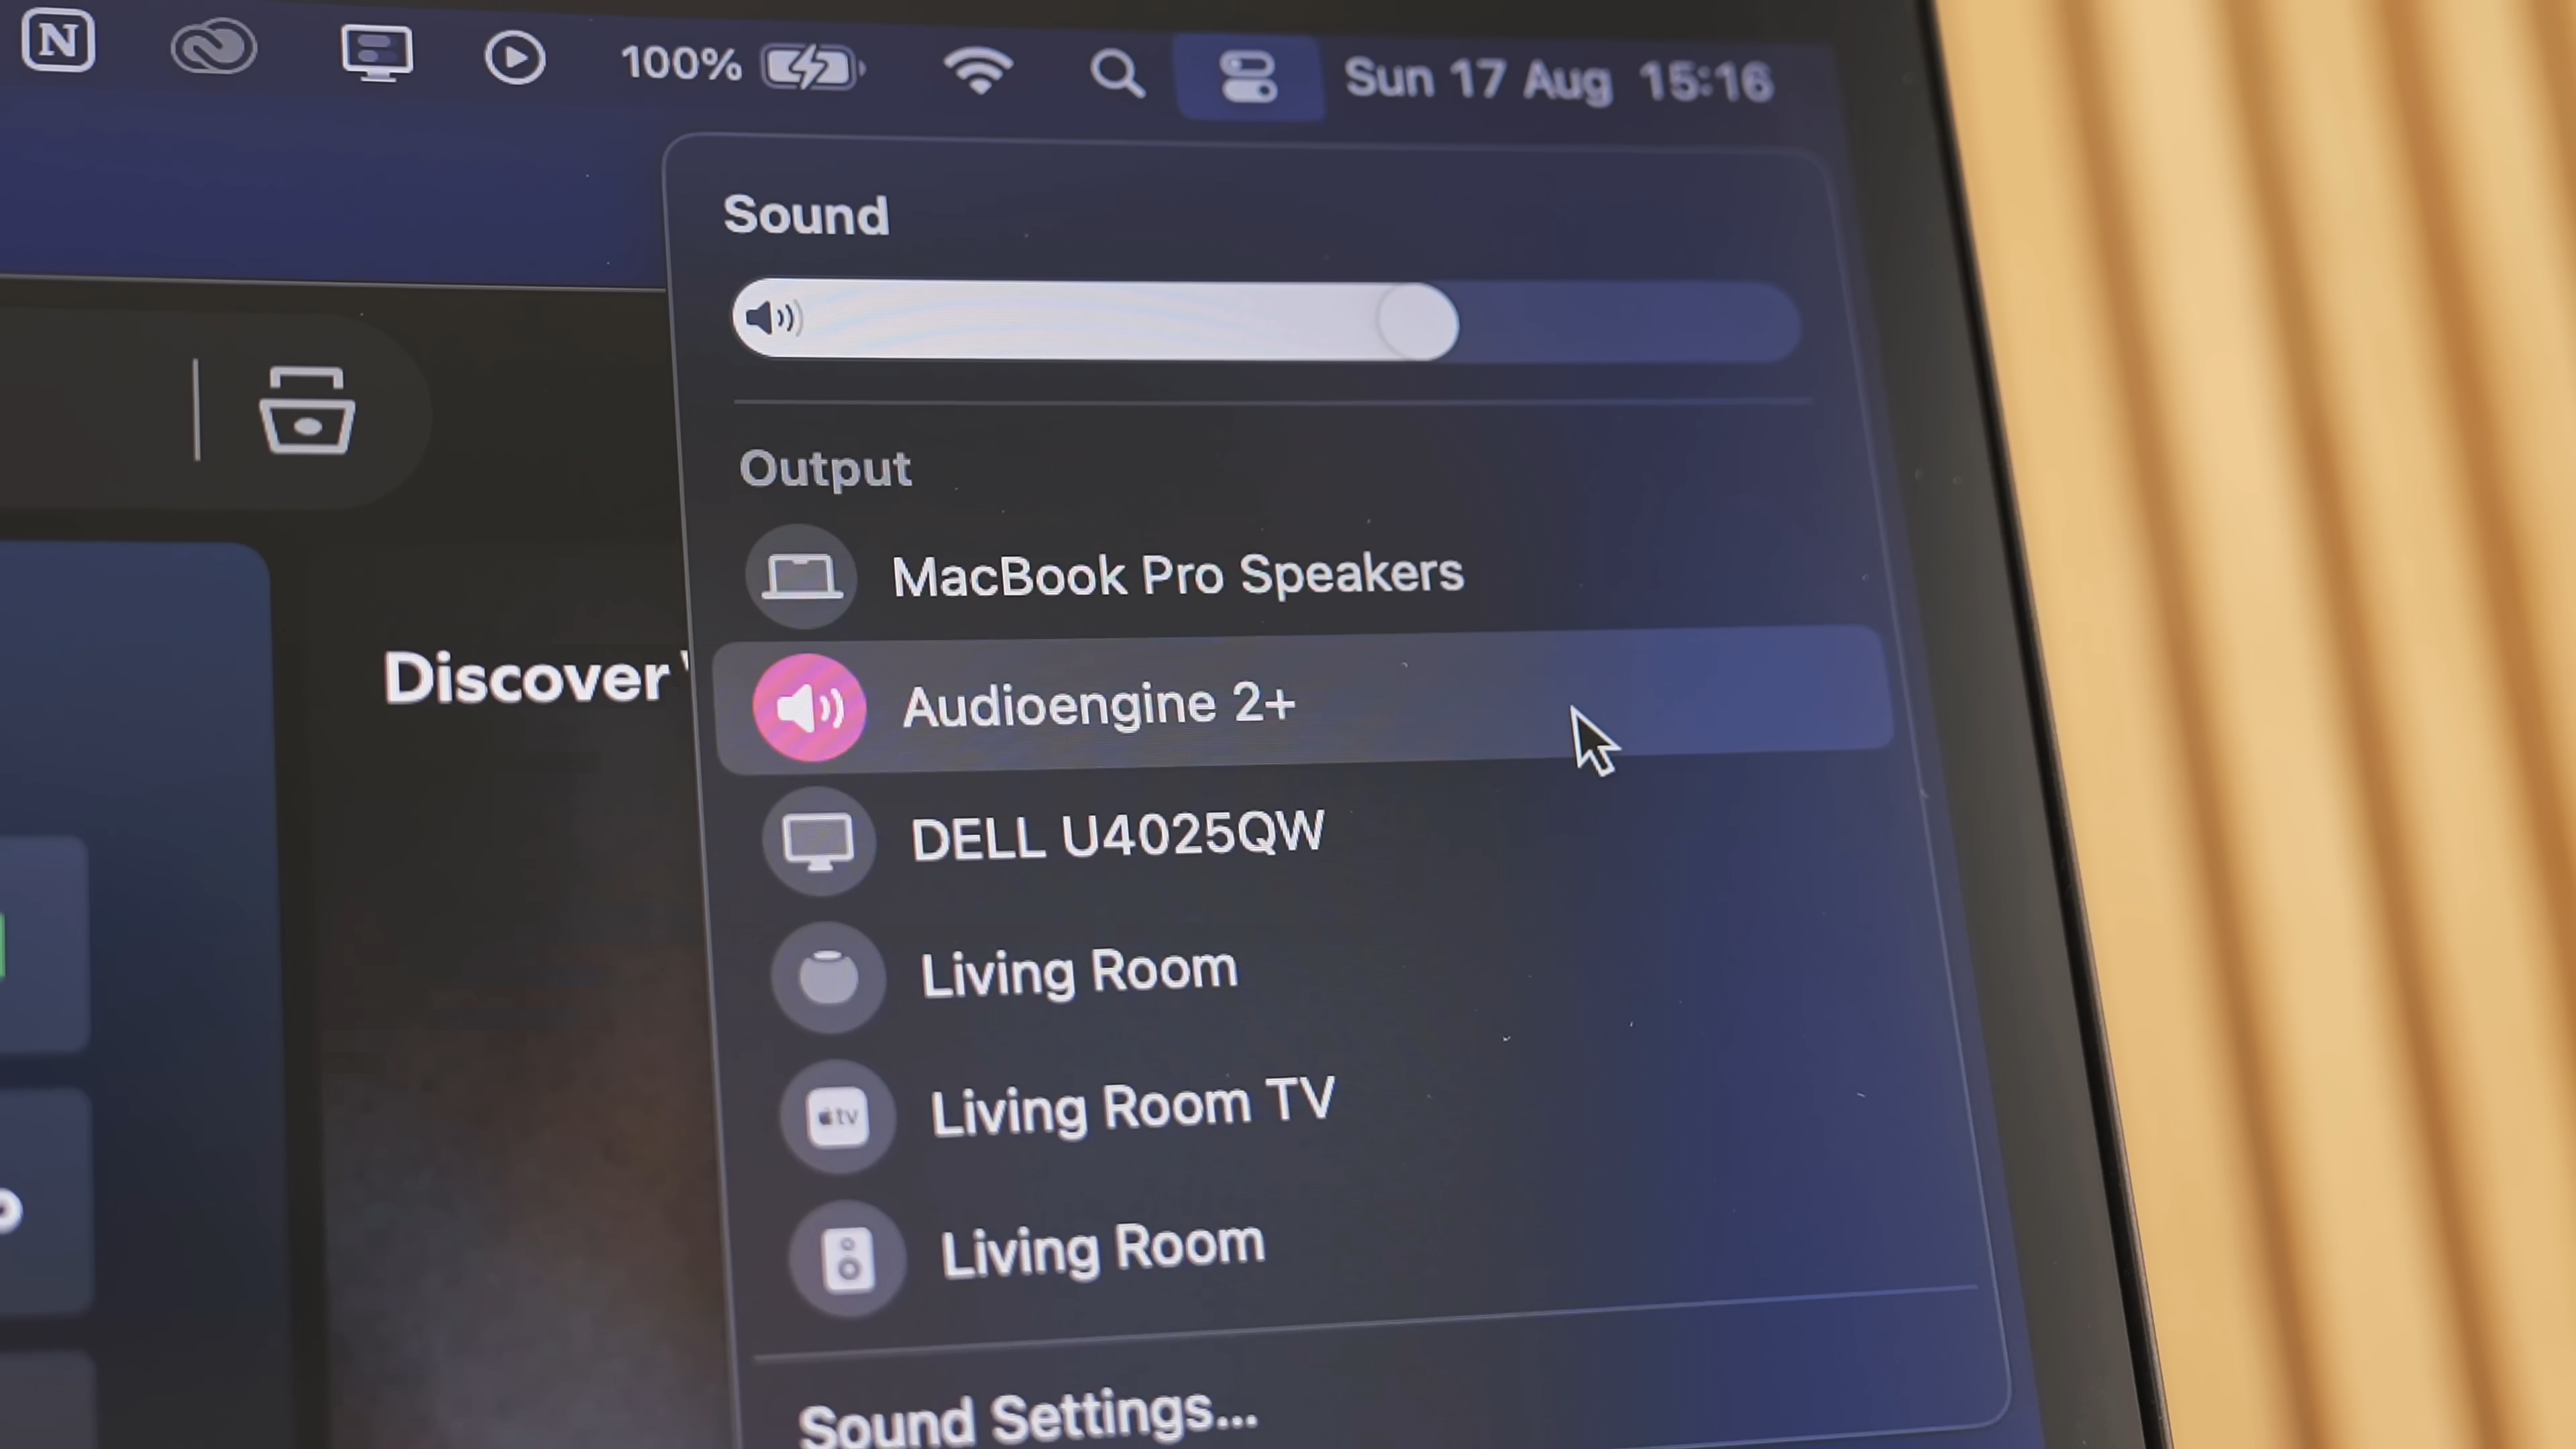 N
100%
Sun 17 Aug 15:16
Sound
Output
MacBook Pro Speakers
Discover
Audioengine 2+
DELL U4025QW
Living Room
tv
Living Room TV
Living Room
Sound Settings...